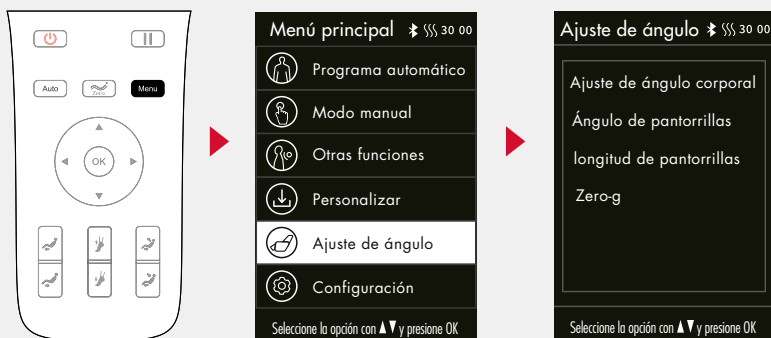 Auto
Zero
Menu
OK
Menú principal 30 00
Programa automático
Modo manual
Otras funciones
Personalizar
Ajuste de ángulo
Configuración
Seleccione la opción con ▲▼ y presione OK
Ajuste de ángulo 30 00
Ajuste de ángulo corporal
Ángulo de pantorrillas
longitud de pantorrillas
Zero-g
Seleccione la opción con ▲▼ y presione OK